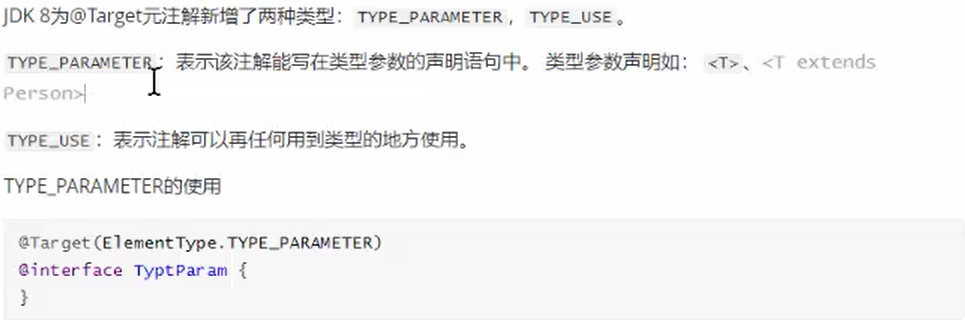 JDK 8为@Target元注解新增了两种类型：TYPE_PARAMETER，TYPE_USE。
TYPE_PARAMETER：表示该注解能写在类型参数的声明语句中。 类型参数声明如： <T>、<T extends
Person>
TYPE_USE：表示注解可以再任何用到类型的地方使用。
TYPE_PARAMETER的使用
@Target(ElementType.TYPE_PARAMETER)
@interface TyptParam {
}